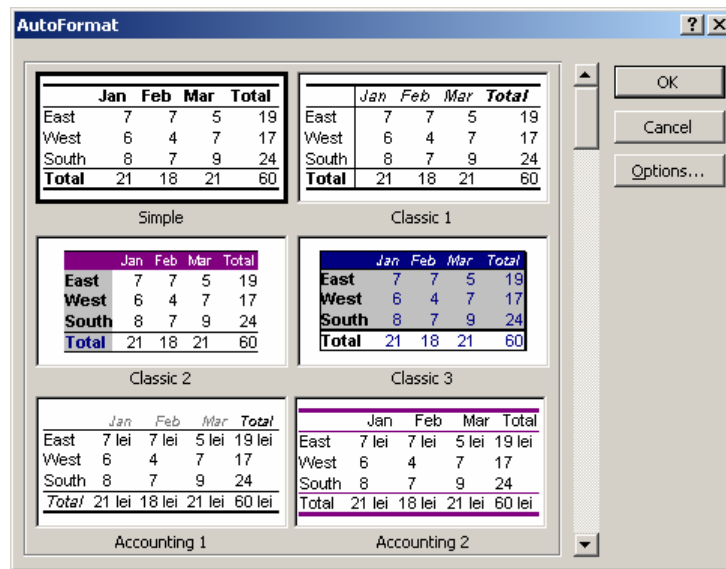 AutoFormat
Jan Feb Mar Total
East 7 7 5 19
West 6 4 7 17
South 8 7 9 24
Total 21 18 21 60
Simple
Jan Feb Mar Total
East 7 7 5 19
West 6 4 7 17
South 8 7 9 24
Total 21 18 21 60
Classic 1
Jan Feb Mar Total
East 7 7 5 19
West 6 4 7 17
South 8 7 9 24
Total 21 18 21 60
Classic 2
Jan Feb Mar Total
East 7 7 5 19
West 6 4 7 17
South 8 7 9 24
Total 21 18 21 60
Classic 3
Jan Feb Mar Total
East 7 lei 7 lei 5 lei 19 lei
West 6 4 7 17
South 8 7 9 24
Total 21 lei 18 lei 21 lei 60 lei
Accounting 1
Jan Feb Mar Total
East 7 lei 7 lei 5 lei 19 lei
West 6 4 7 17
South 8 7 9 24
Total 21 lei 18 lei 21 lei 60 lei
Accounting 2
OK
Cancel
Options...